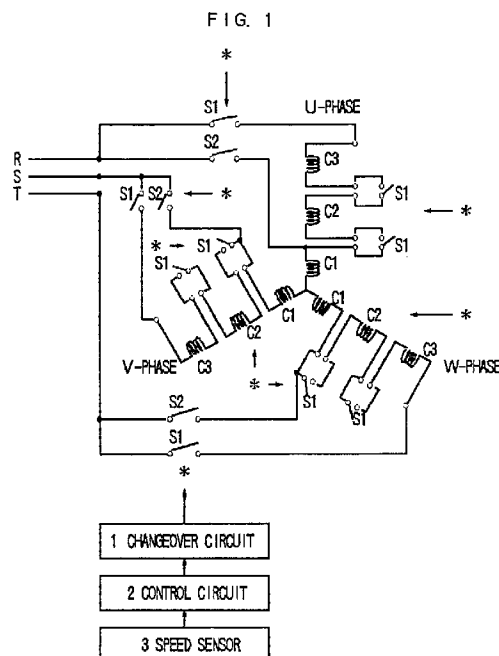 FIG. 1
*
S1
U-PHASE
S2
C3
R
S
T
S1
S2
*
S1
C2
*
*
S1
S1
S1
C1
C1
C1
C2
*
C2
C3
V-PHASE
C3
*
S1
W-PHASE
S2
S1
S1
*
1 CHANGEOVER CIRCUIT
2 CONTROL CIRCUIT
3 SPEED SENSOR